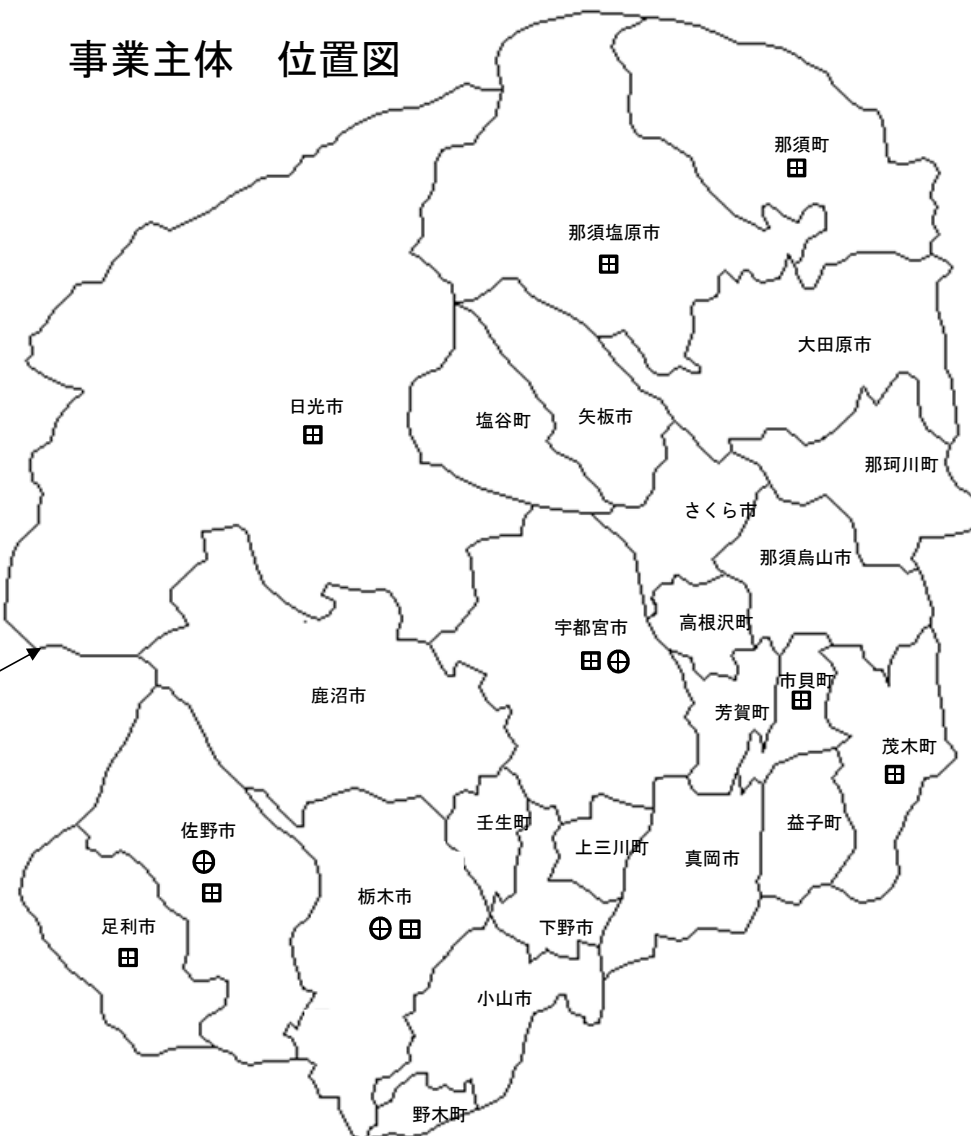 事業主体　位置図
那須町
那須塩原市
大田原市
日光市
塩谷町
矢板市
那珂川町
さくら市
那須烏山市
高根沢町
宇都宮市
市貝町
鹿沼市
芳賀町
茂木町
壬生町
佐野市
上三川町
益子町
真岡市
栃木市
足利市
下野市
小山市
野木町